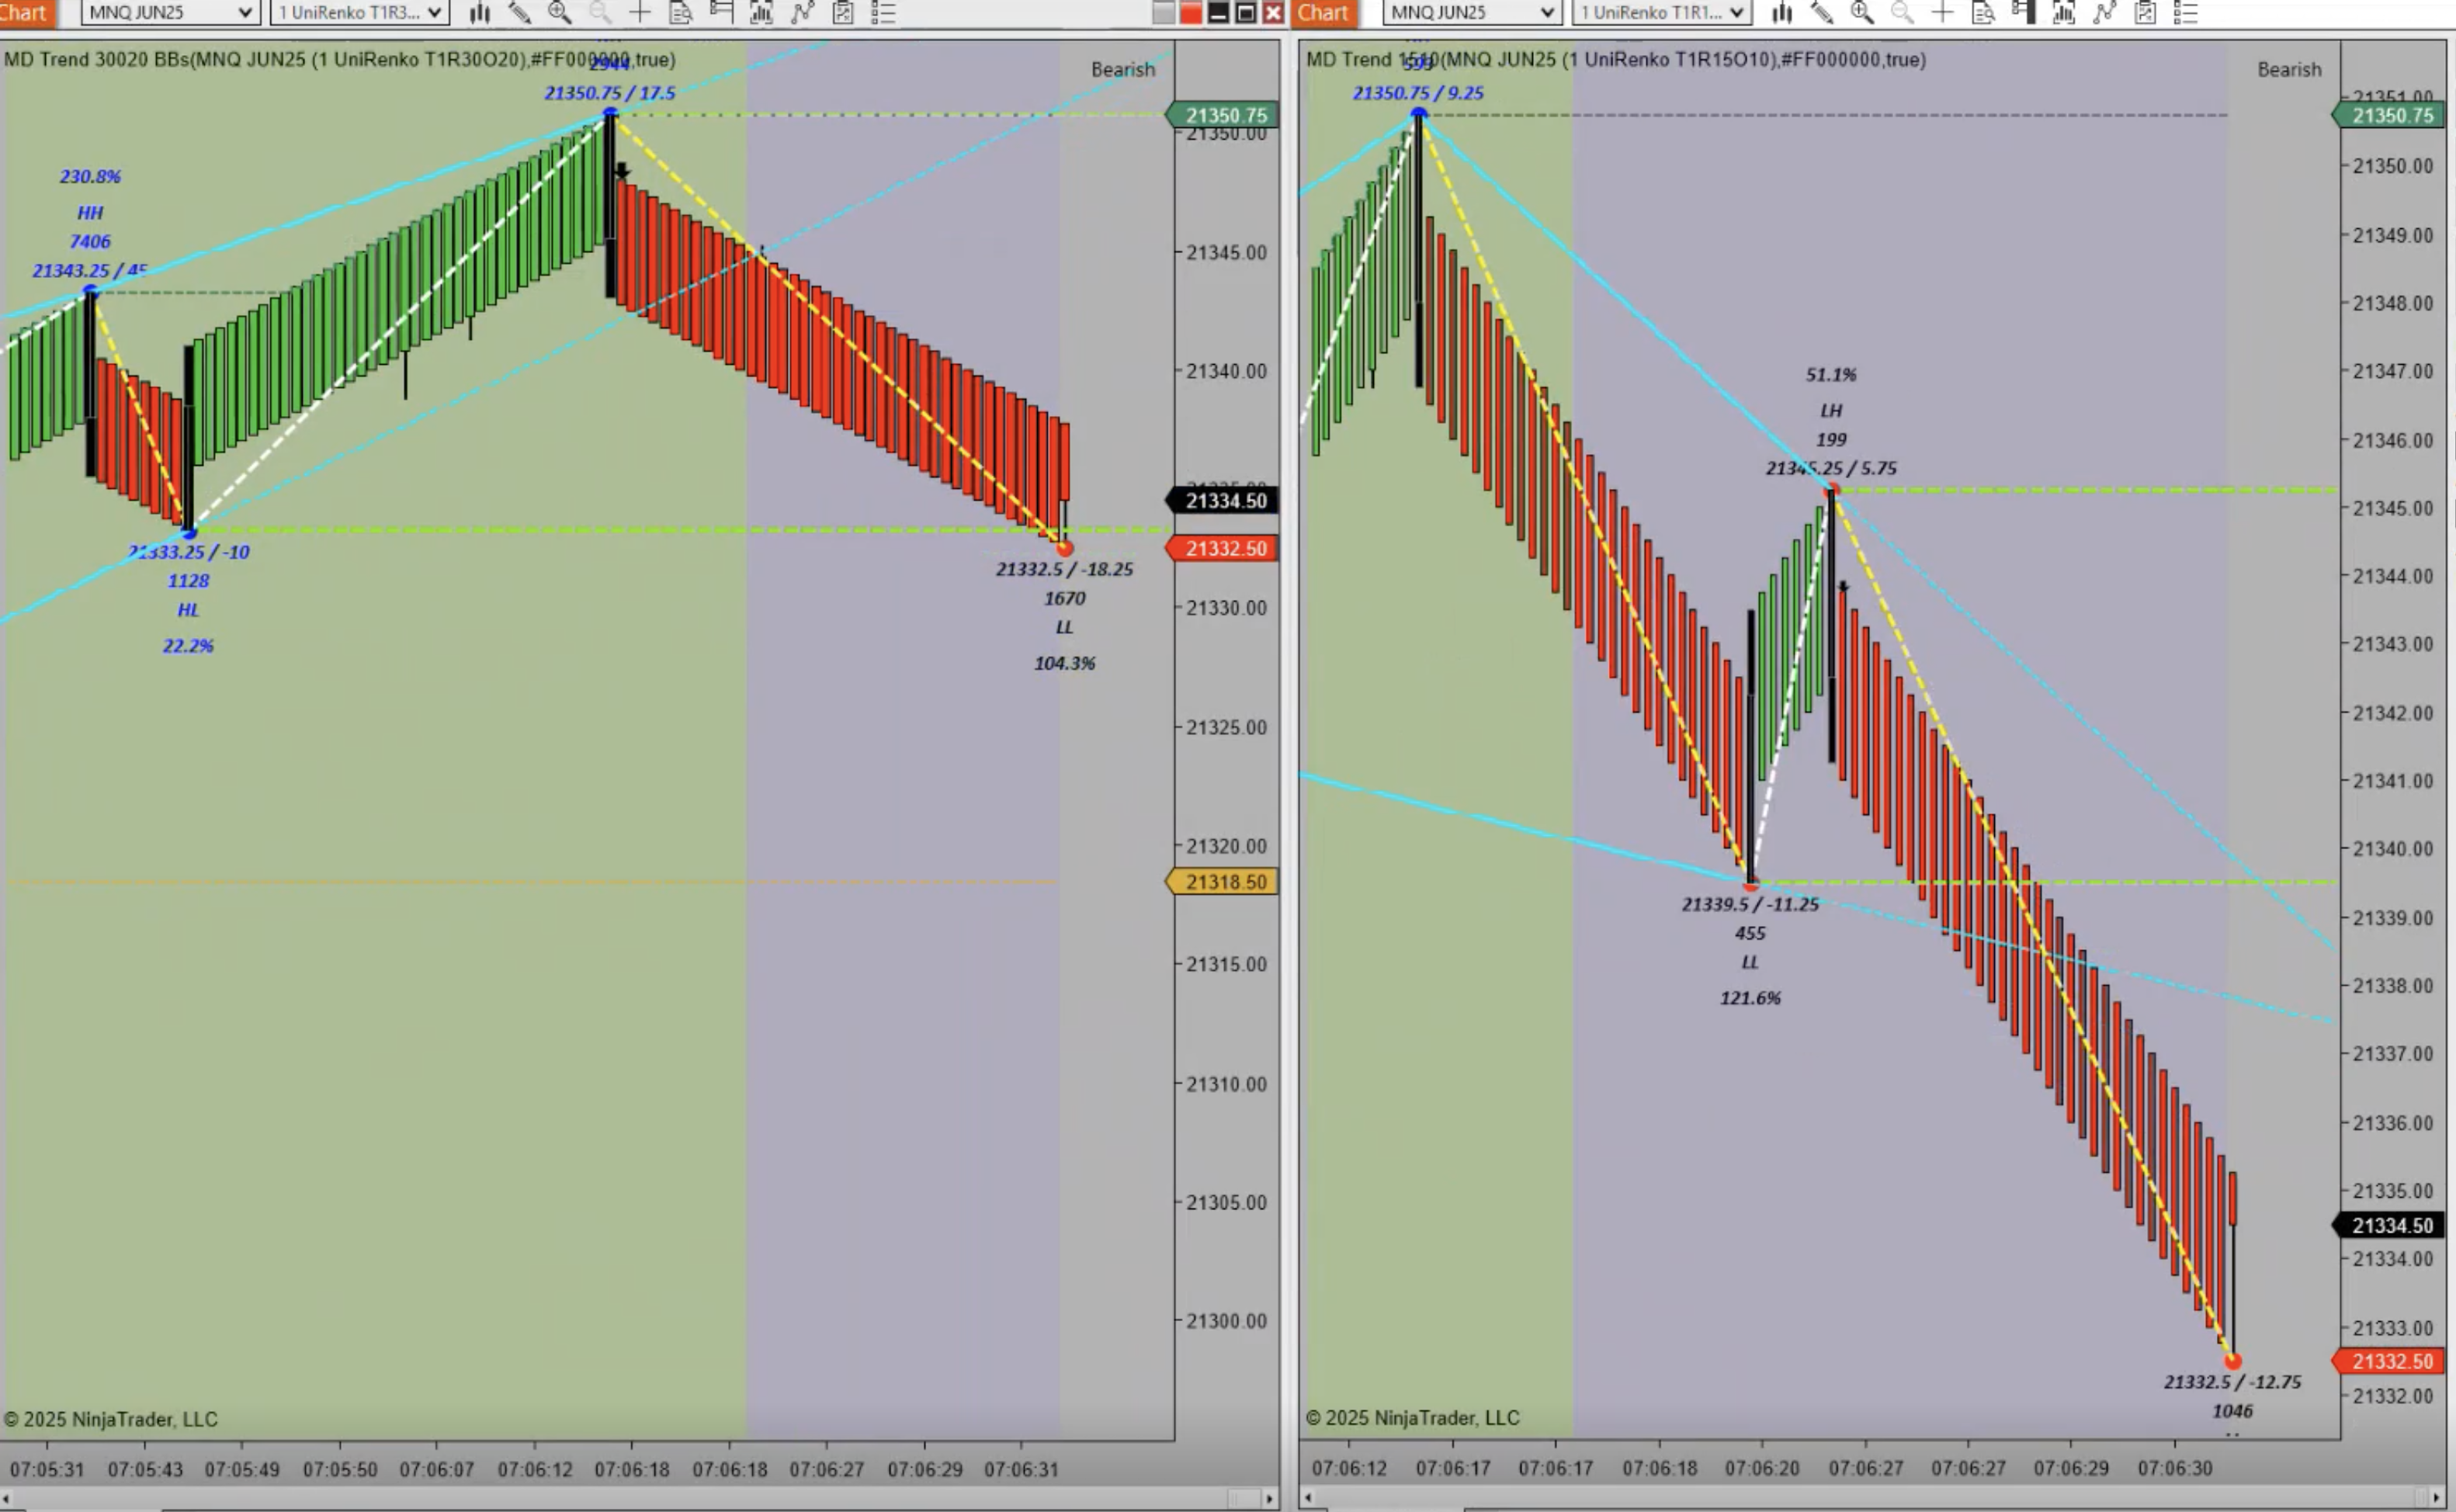 Chart
MNQ JUN25
1 UniRenko T1R3...
MD Trend 30020 BBs(MNQ JUN25 (1 UniRenko T1R30O20),#FF000000,true)
Bearish
2944
21350.75 / 17.5
230.8%
HH
7406
21343.25 / 45
21333.25 / -10
1128
HL
22.2%
21332.5 / -18.25
1670
LL
104.3%
21350.75
21350.00
21345.00
21340.00
21334.50
21332.50
21330.00
21325.00
21320.00
21318.50
21315.00
21310.00
21305.00
21300.00
© 2025 NinjaTrader, LLC
07:05:31 07:05:43 07:05:49 07:05:50 07:06:07 07:06:12 07:06:18 07:06:18 07:06:27 07:06:29 07:06:31
Chart
MNQ JUN25
1 UniRenko T1R1...
MD Trend 1510(MNQ JUN25 (1 UniRenko T1R15O10),#FF000000,true)
Bearish
21350.75 / 9.25
51.1%
LH
199
21345.25 / 5.75
21339.5 / -11.25
455
LL
121.6%
21332.5 / -12.75
1046
21351.00
21350.75
21350.00
21349.00
21348.00
21347.00
21346.00
21345.00
21344.00
21343.00
21342.00
21341.00
21340.00
21339.00
21338.00
21337.00
21336.00
21335.00
21334.50
21334.00
21333.00
21332.50
21332.00
© 2025 NinjaTrader, LLC
07:06:12 07:06:17 07:06:17 07:06:18 07:06:20 07:06:27 07:06:27 07:06:29 07:06:30